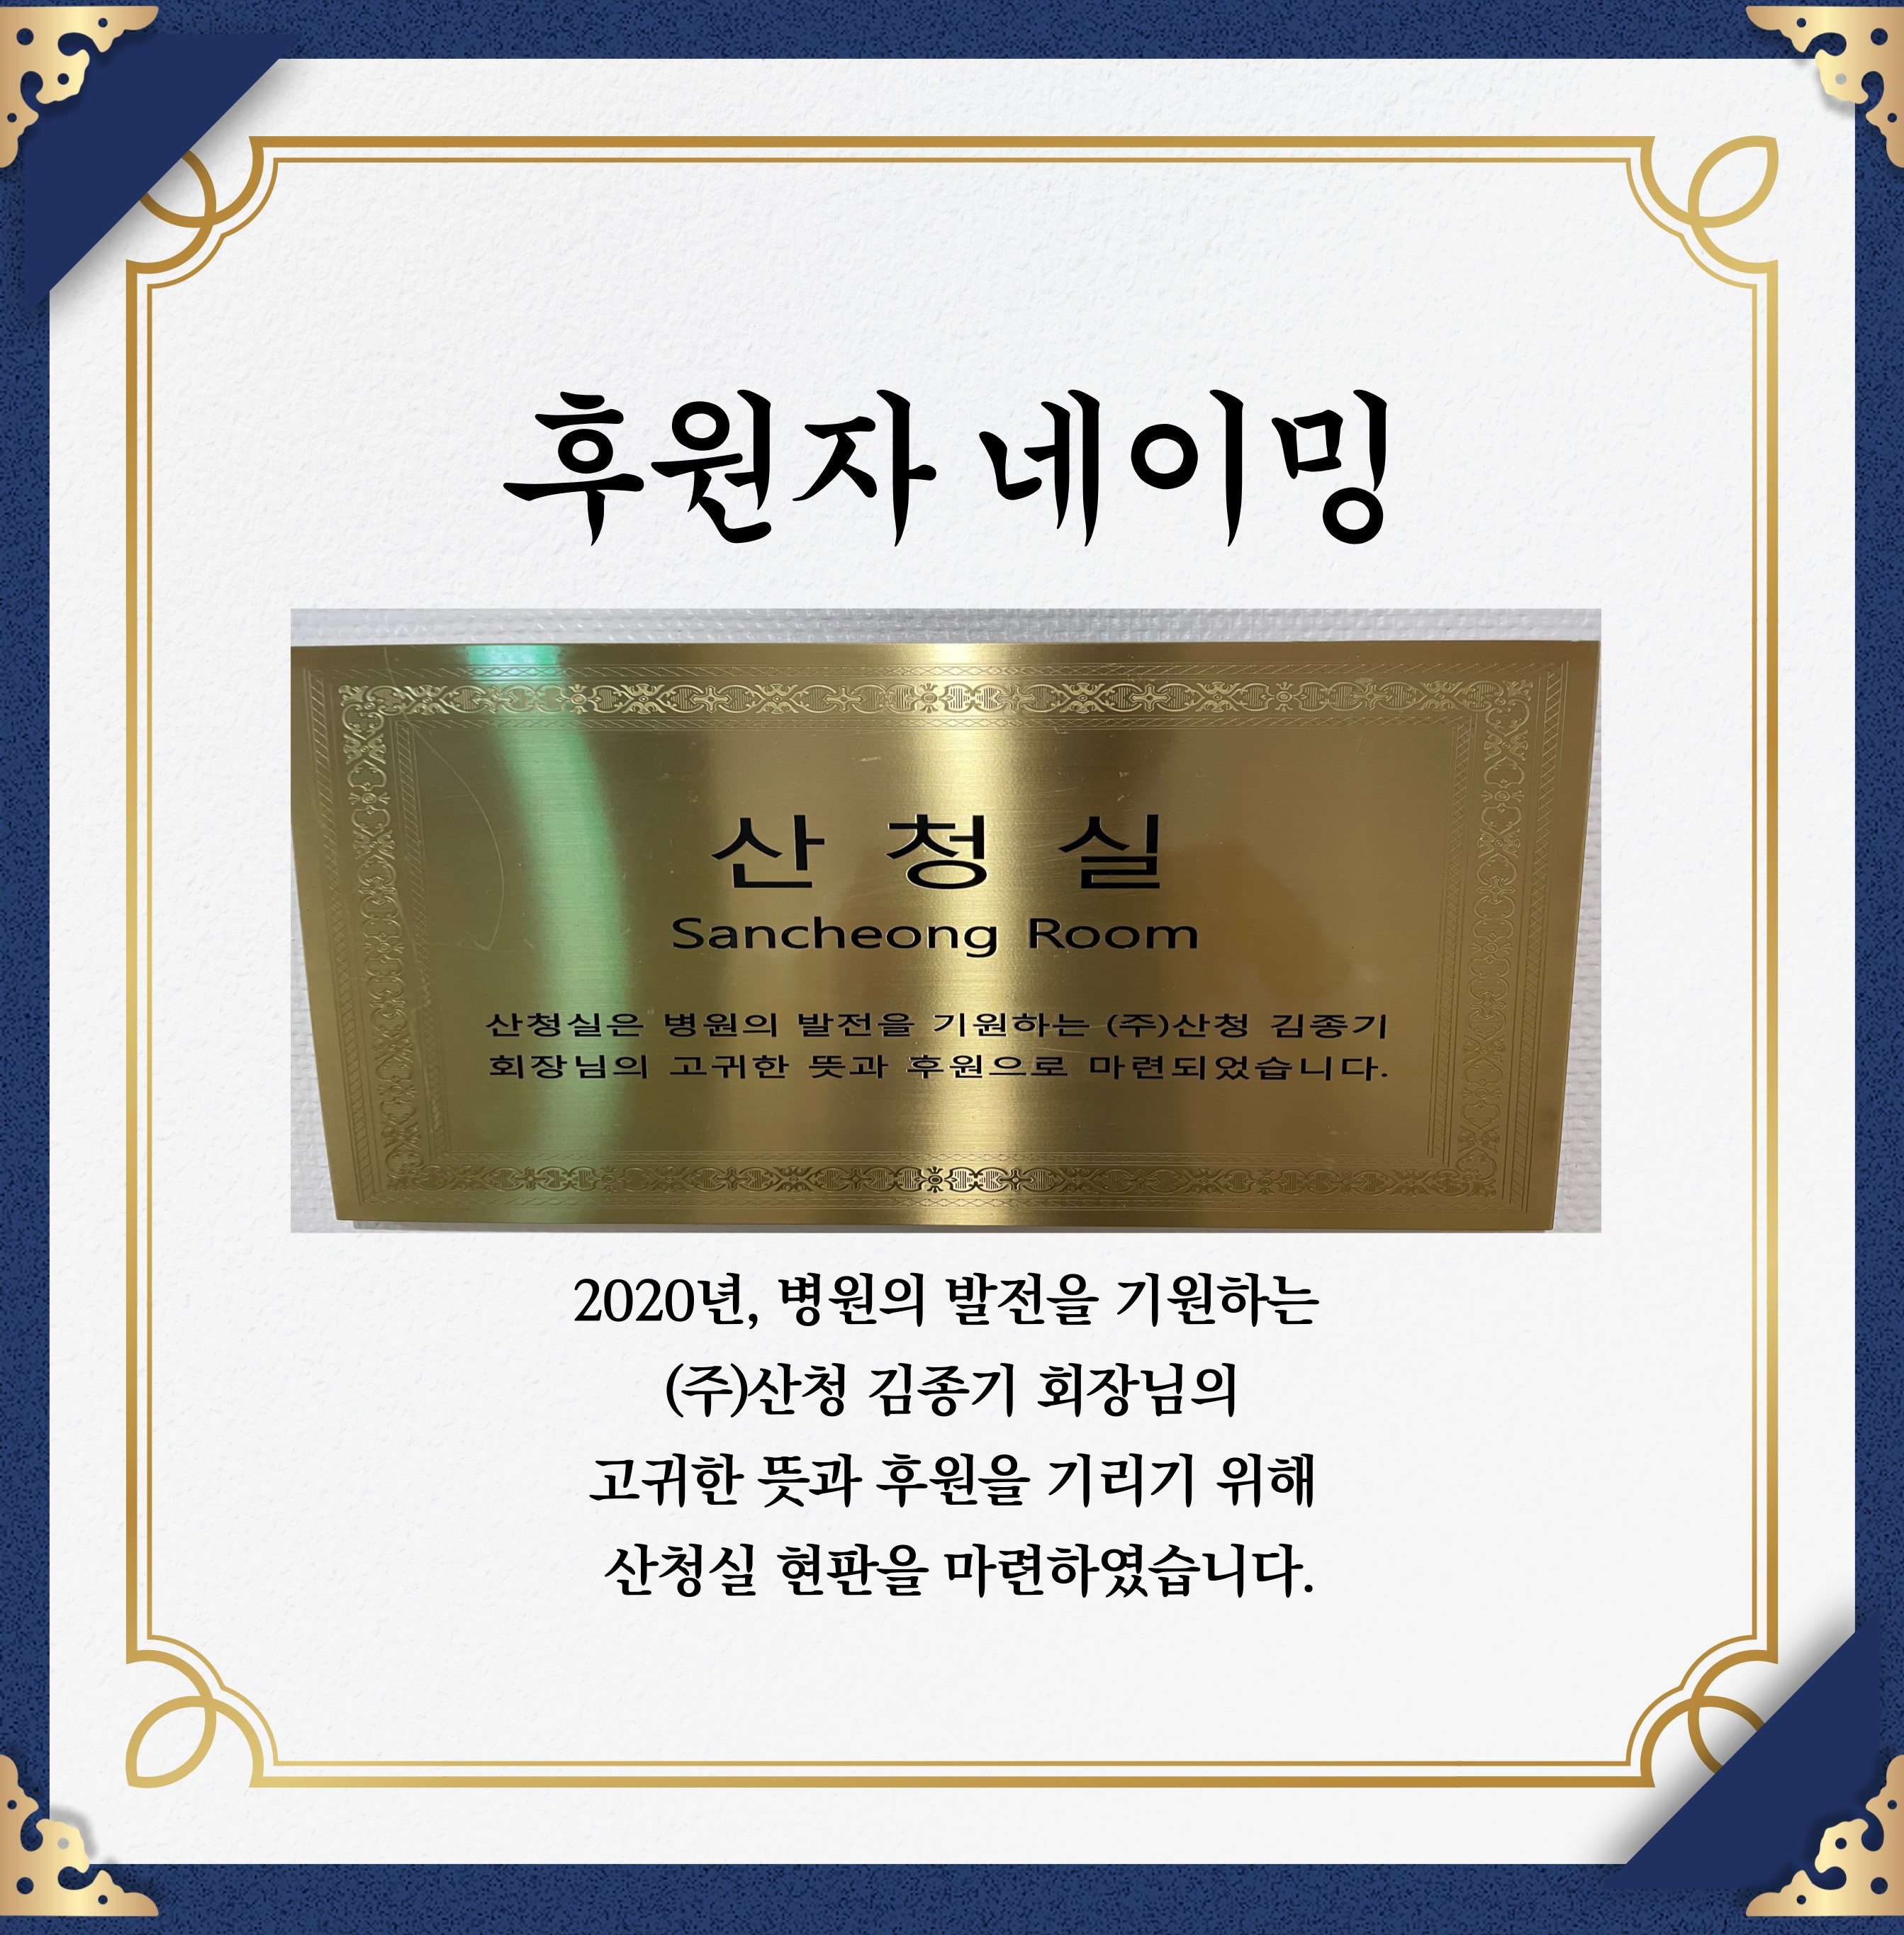 후원자 네이밍
산 청 실
Sancheong Room
산청실은 병원의 발전을 기원하는 (주)산청 김종기
회장님의 고귀한 뜻과 후원으로 마련되었습니다.
2020년, 병원의 발전을 기원하는
(주)산청 김종기 회장님의
고귀한 뜻과 후원을 기리기 위해
산청실 현판을 마련하였습니다.